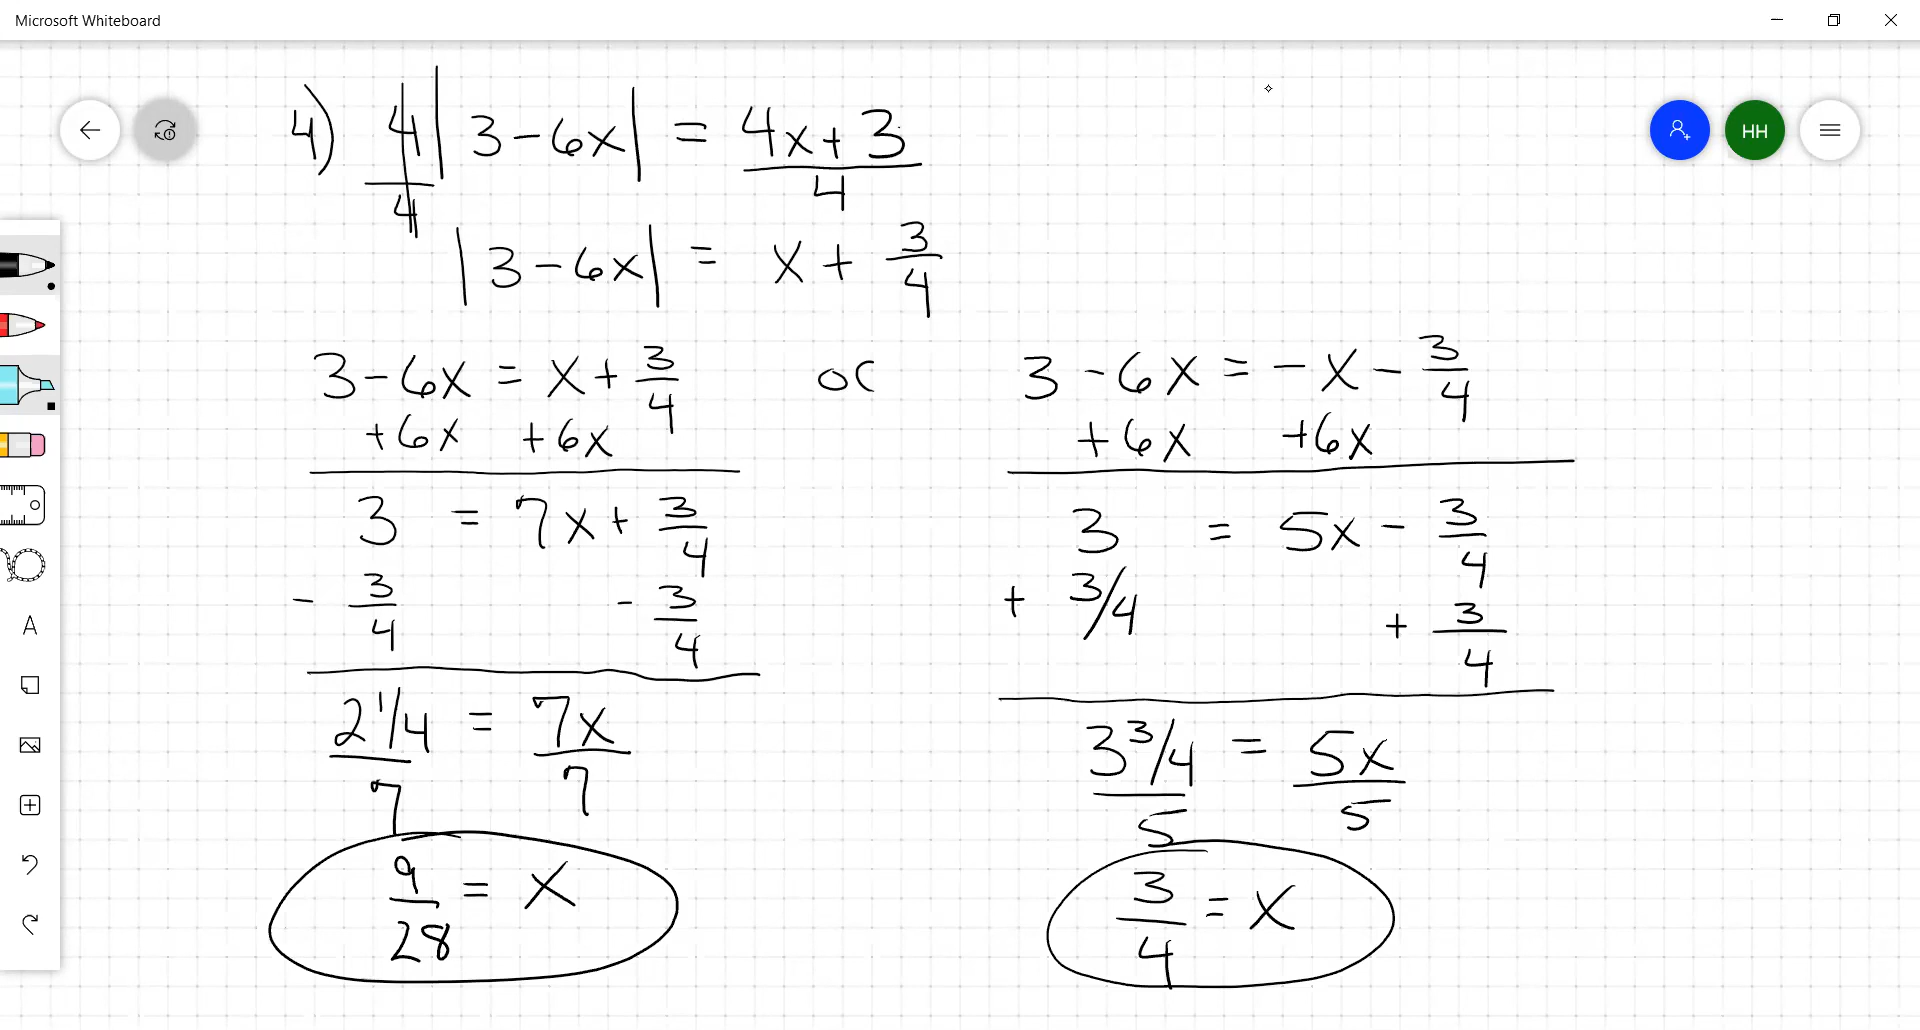 Microsoft Whiteboard
HH
A
4) 4|3-6x| = 4x+3
4 4
|3-6x| = x + 3/4
3-6x = x + 3/4 or 3-6x = -x - 3/4
+6x +6x +6x +6x
3 = 7x + 3/4 3 = 5x - 3/4
- 3/4 - 3/4 + 3/4 + 3/4
2 1/4 = 7x 3 3/4 = 5x
7 7 5 5
9/28 = x 3/4 = x